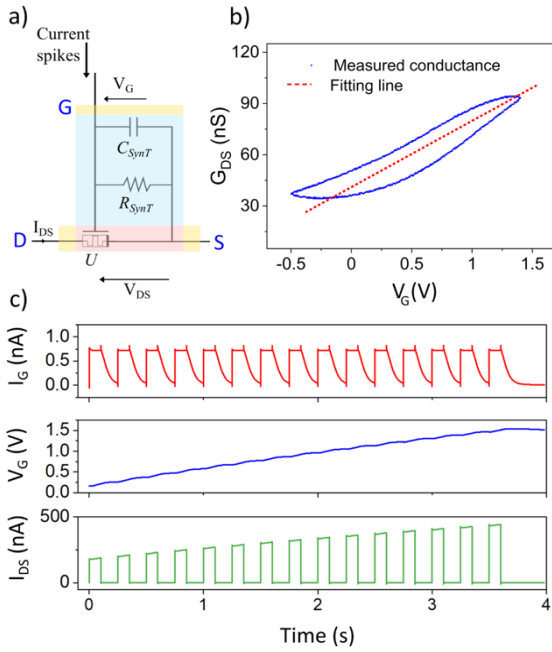 a)
Current
spikes
V_G
G
C_SynT
R_SynT
I_DS
D
S
U
V_DS
b)
G_DS (nS)
120
90
60
30
Measured conductance
Fitting line
-0.5
0
0.5
1
1.5
V_G(V)
c)
I_G (nA)
1.0
0.5
0.0
V_G (V)
1.5
1.0
0.5
0.0
I_DS (nA)
500
0
0
1
2
3
4
Time (s)